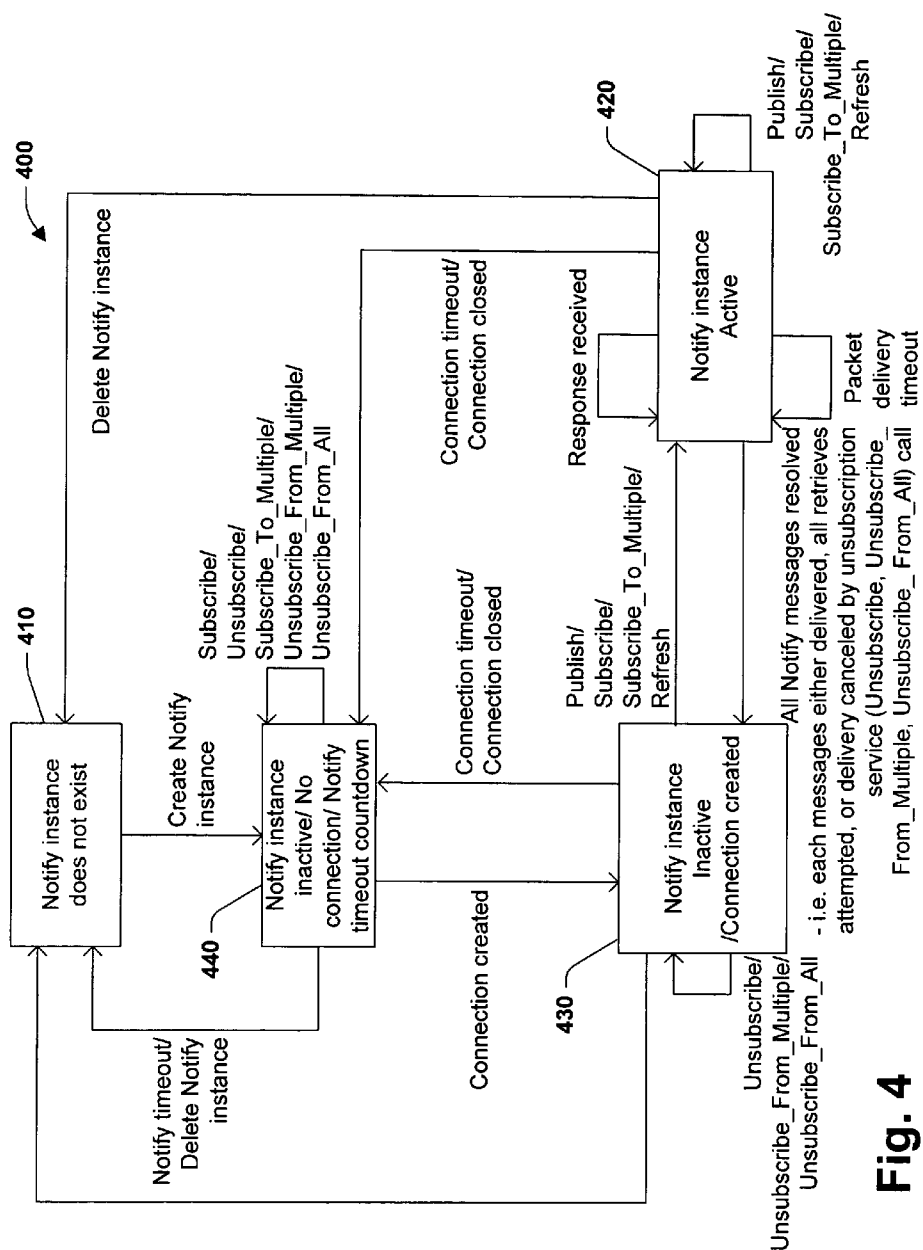 400
Delete Notify instance
410
Notify instance
does not exist
Create Notify
instance
Notify timeout/
Delete Notify
instance
440
Notify instance
inactive/ No
connection/ Notify
timeout countdown
Subscribe/
Unsubscribe/
Subscribe_To_Multiple/
Unsubscribe_From_Multiple/
Unsubscribe_From_All
Connection timeout/
Connection closed
Connection created
Connection timeout/
Connection closed
Response received
420
Notify instance
Active
Publish/
Subscribe/
Subscribe_To_Multiple/
Refresh
Packet
delivery
timeout
Publish/
Subscribe/
Subscribe_To_Multiple/
Refresh
430
Notify instance
Inactive
/Connection created
Unsubscribe/
Unsubscribe_From_Multiple/
Unsubscribe_From_All
All Notify messages resolved
- i.e. each messages either delivered, all retrieves
attempted, or delivery canceled by unsubscription
service (Unsubscribe, Unsubscribe_
From_Multiple, Unsubscribe_From_All) call
Fig. 4